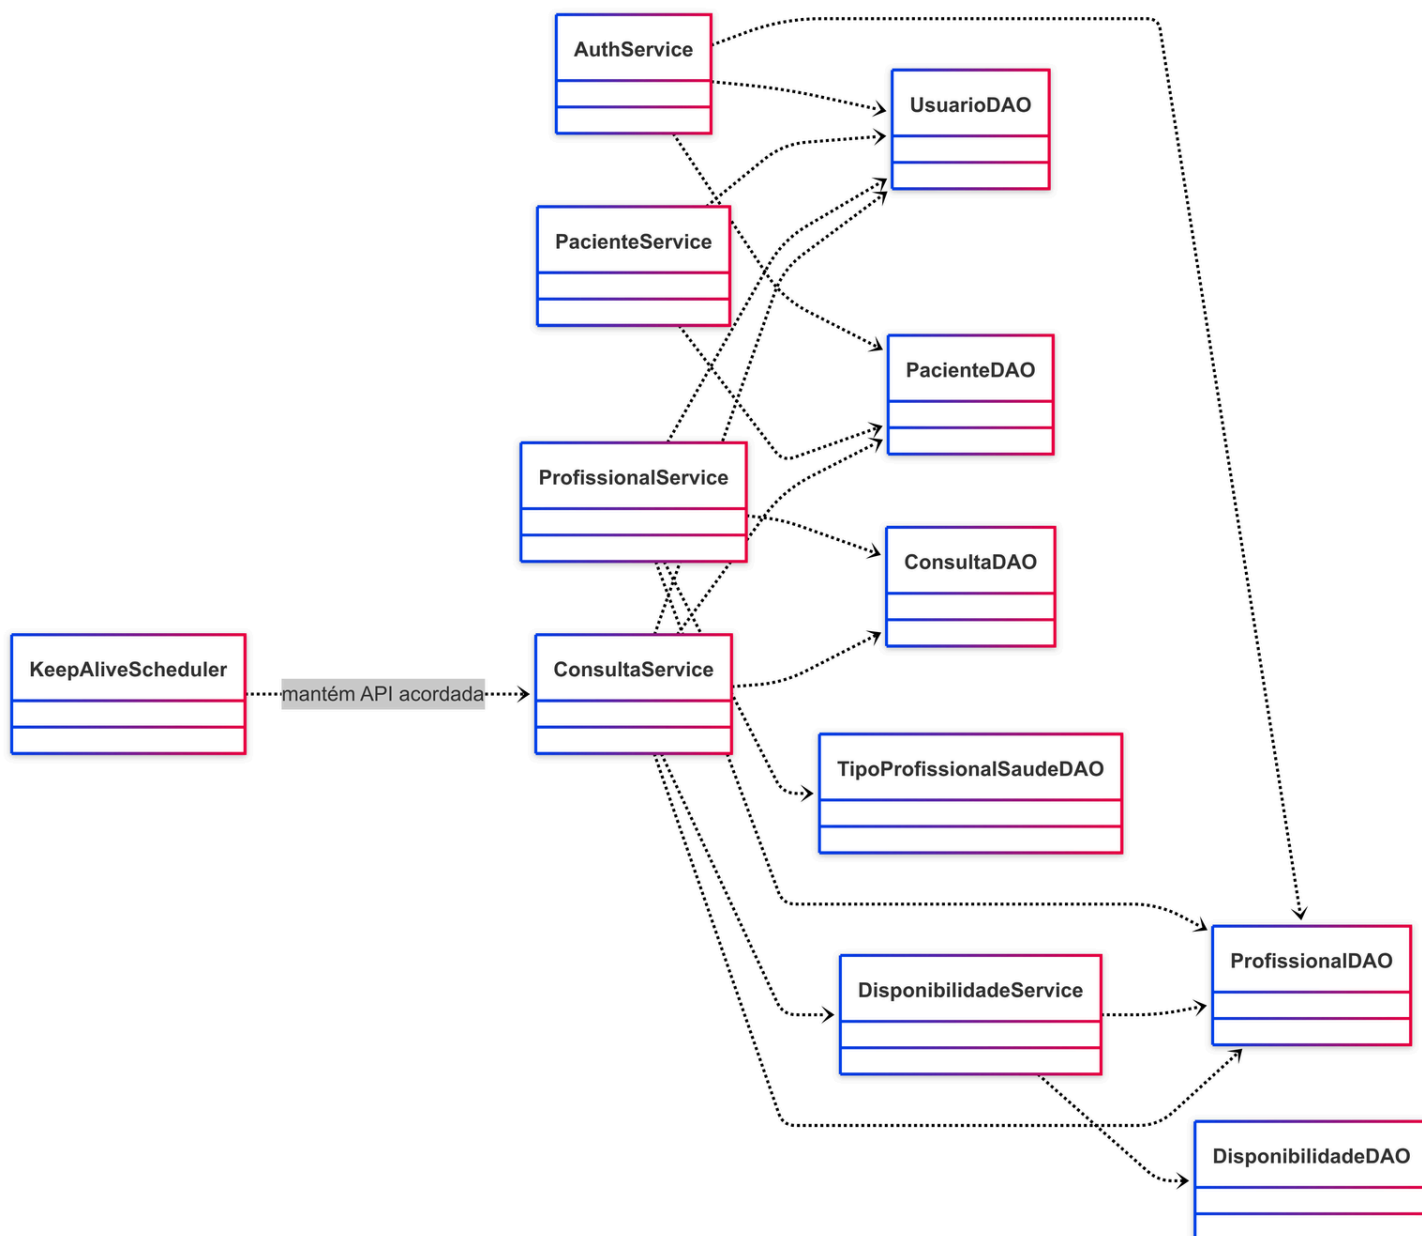 AuthService
UsuarioDAO
PacienteService
PacienteDAO
ProfissionalService
ConsultaDAO
KeepAliveScheduler
mantém API acordada
ConsultaService
TipoProfissionalSaudeDAO
ProfissionalDAO
DisponibilidadeService
DisponibilidadeDAO